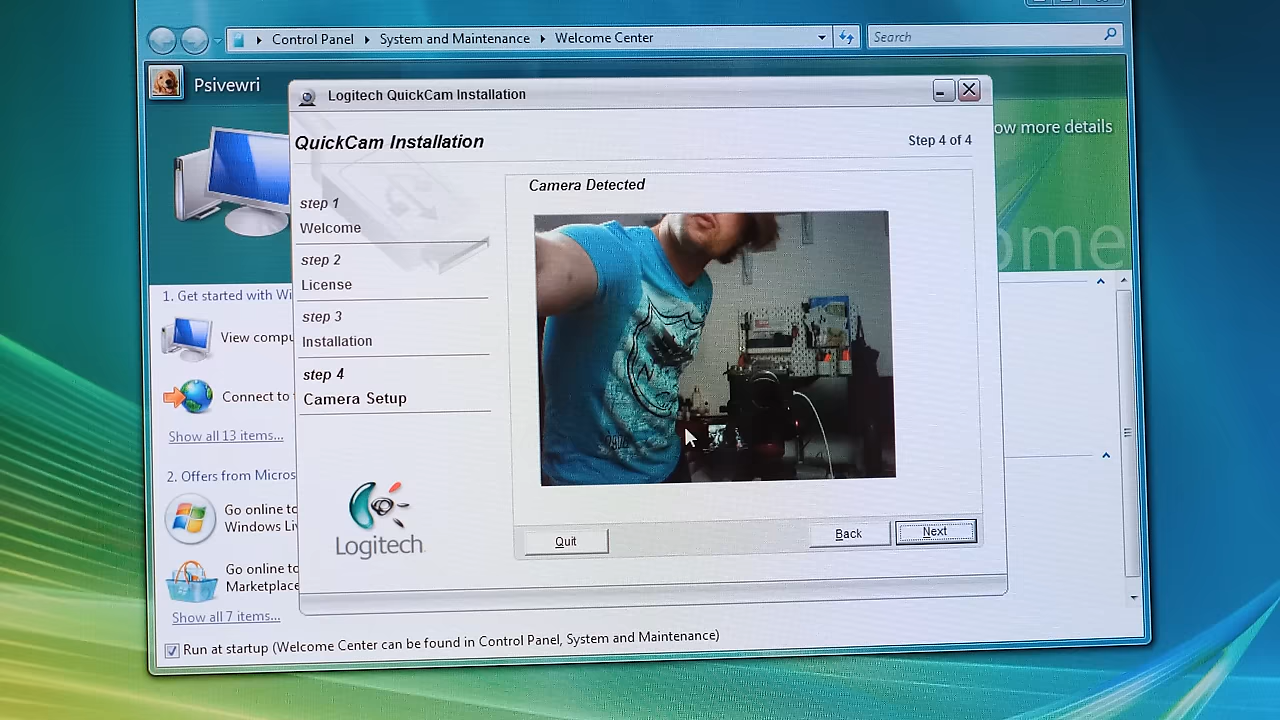 Control Panel ▸ System and Maintenance ▸ Welcome Center
Search
Psivewri
ow more details
ome
Logitech QuickCam Installation
QuickCam Installation
Step 4 of 4
step 1
Welcome
step 2
License
step 3
Installation
step 4
Camera Setup
Logitech
Camera Detected
Quit
Back
Next
1. Get started with Wi
View compu
Connect to
Show all 13 items...
2. Offers from Micros
Go online to
Windows Li
Go online to
Marketplace
Show all 7 items...
Run at startup (Welcome Center can be found in Control Panel, System and Maintenance)